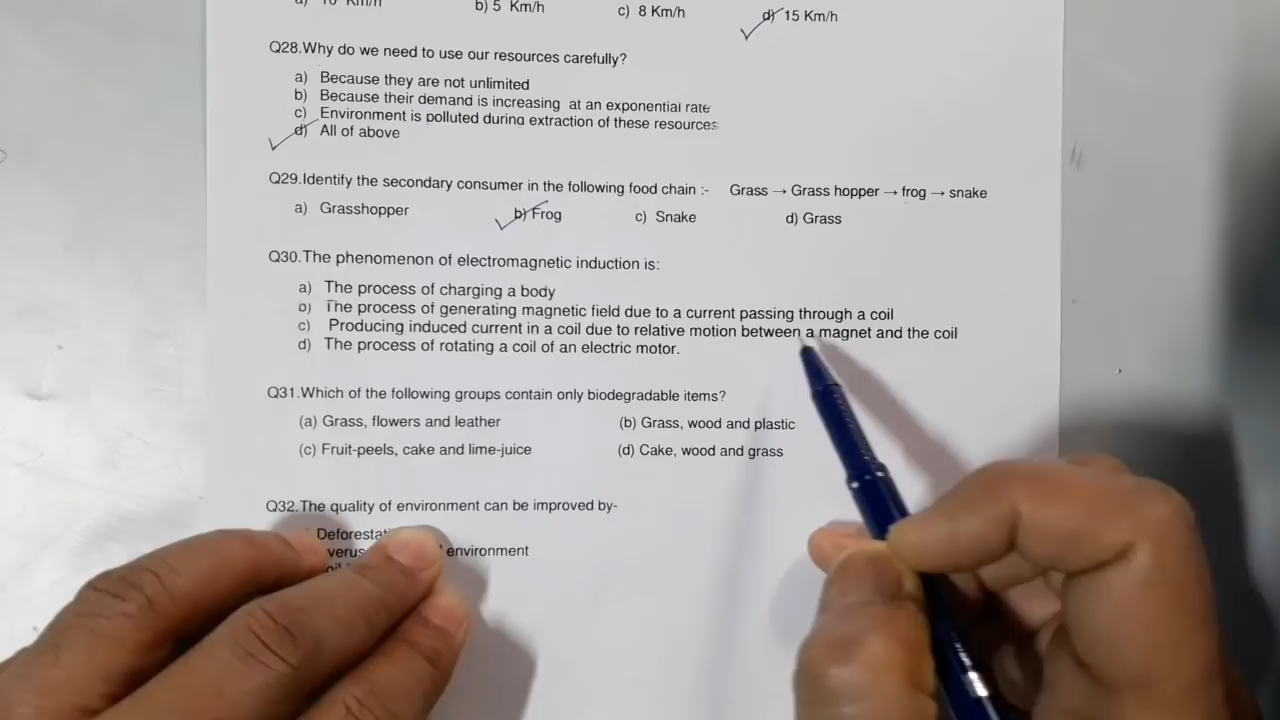 b) 5 Km/h c) 8 Km/h d) 15 Km/h
Q28.Why do we need to use our resources carefully?
a) Because they are not unlimited
b) Because their demand is increasing at an exponential rate
c) Environment is polluted during extraction of these resources
d) All of above
Q29.Identify the secondary consumer in the following food chain :- Grass → Grass hopper → frog → snake
a) Grasshopper b) Frog c) Snake d) Grass
Q30.The phenomenon of electromagnetic induction is:
a) The process of charging a body
b) The process of generating magnetic field due to a current passing through a coil
c) Producing induced current in a coil due to relative motion between a magnet and the coil
d) The process of rotating a coil of an electric motor.
Q31.Which of the following groups contain only biodegradable items?
(a) Grass, flowers and leather (b) Grass, wood and plastic
(c) Fruit-peels, cake and lime-juice (d) Cake, wood and grass
Q32.The quality of environment can be improved by-
environment